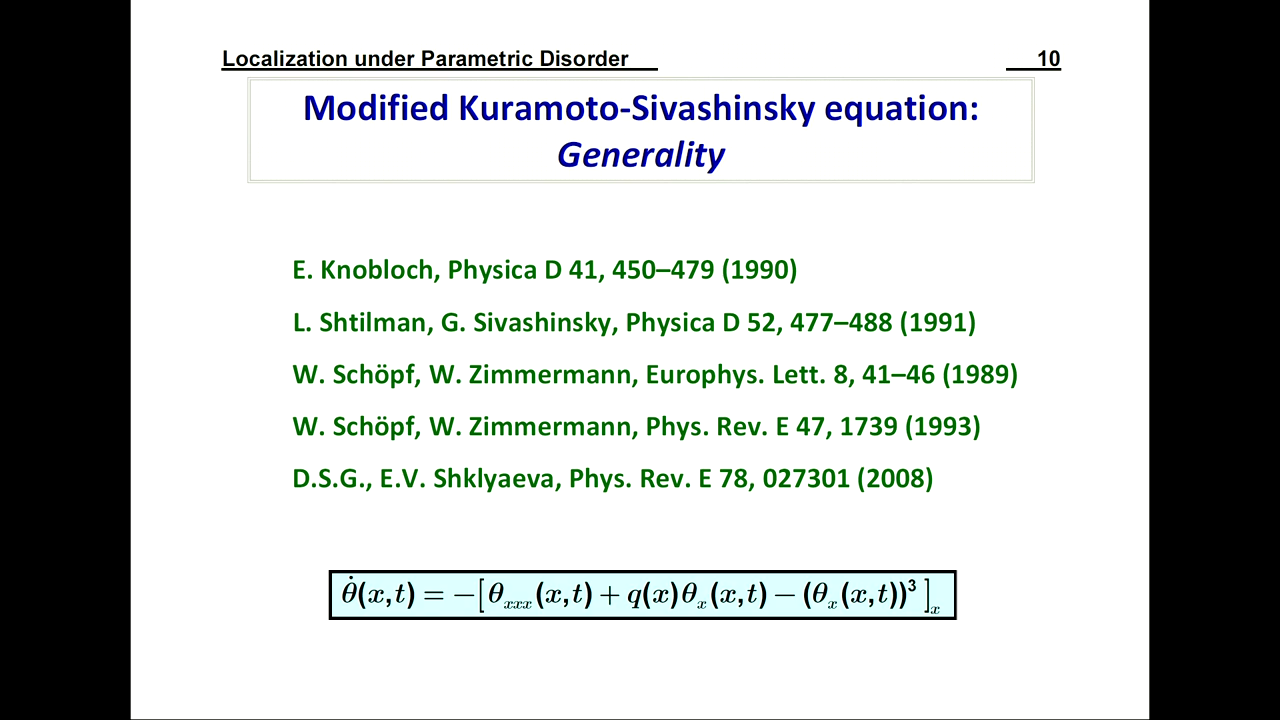 Localization under Parametric Disorder 10
Modified Kuramoto-Sivashinsky equation:
Generality
E. Knobloch, Physica D 41, 450–479 (1990)
L. Shtilman, G. Sivashinsky, Physica D 52, 477–488 (1991)
W. Schöpf, W. Zimmermann, Europhys. Lett. 8, 41–46 (1989)
W. Schöpf, W. Zimmermann, Phys. Rev. E 47, 1739 (1993)
D.S.G., E.V. Shklyaeva, Phys. Rev. E 78, 027301 (2008)
θ̇(x,t) = −[θ_xxx(x,t) + q(x)θ_x(x,t) − (θ_x(x,t))³]_x